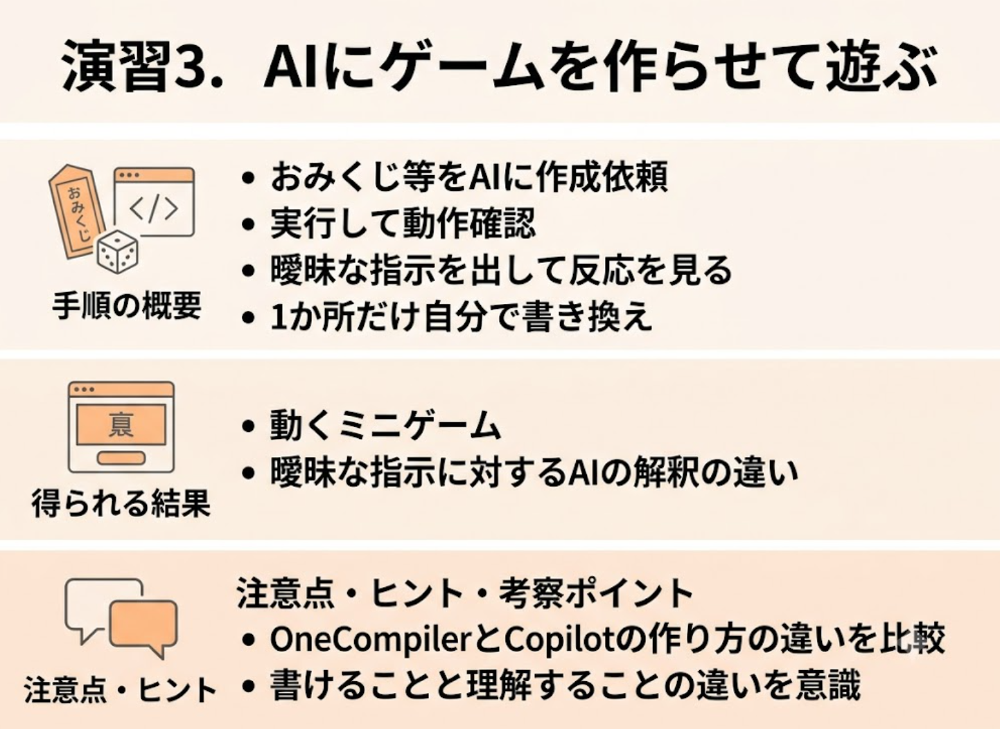 演習3. AIにゲームを作らせて遊ぶ
おみくじ
</>
手順の概要
• おみくじ等をAIに作成依頼
• 実行して動作確認
• 曖昧な指示を出して反応を見る
• 1か所だけ自分で書き換え
得られる結果
• 動くミニゲーム
• 曖昧な指示に対するAIの解釈の違い
注意点・ヒント
注意点・ヒント・考察ポイント
• OneCompilerとCopilotの作り方の違いを比較
• 書けることと理解することの違いを意識